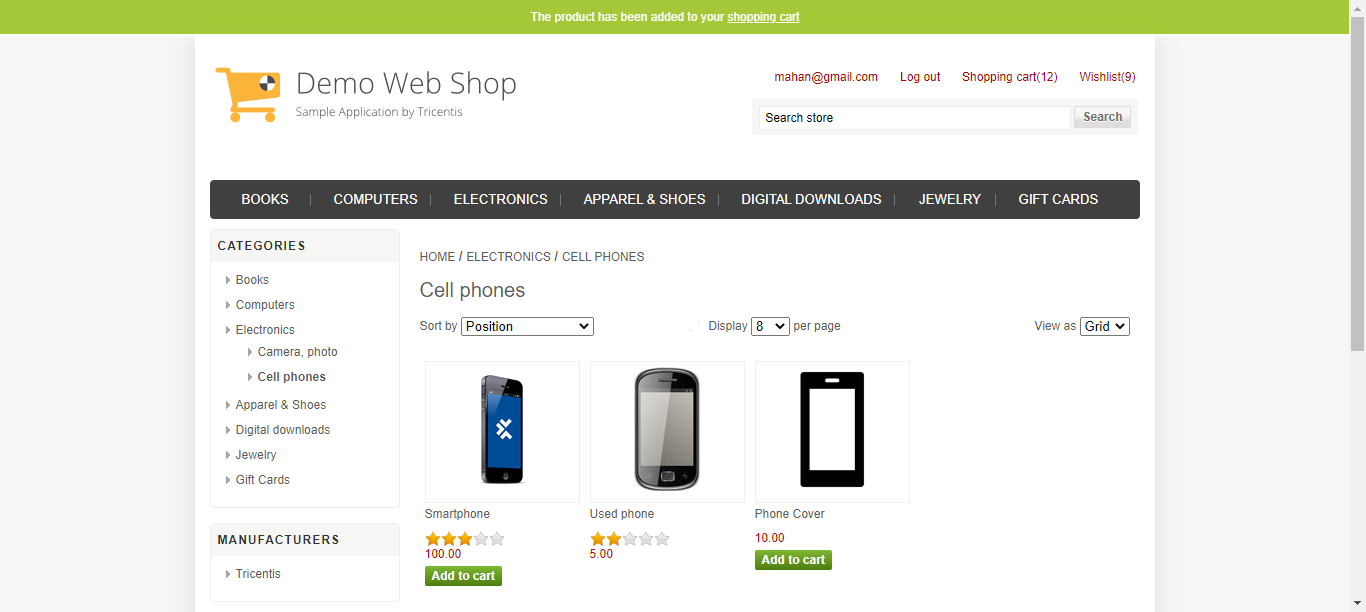 The product has been added to your shopping cart
Demo Web Shop
Sample Application by Tricentis
mahan@gmail.com Log out Shopping cart(12) Wishlist(9)
Search store Search
BOOKS COMPUTERS ELECTRONICS APPAREL & SHOES DIGITAL DOWNLOADS JEWELRY GIFT CARDS
CATEGORIES
Books
Computers
Electronics
Camera, photo
Cell phones
Apparel & Shoes
Digital downloads
Jewelry
Gift Cards
MANUFACTURERS
Tricentis
HOME / ELECTRONICS / CELL PHONES
Cell phones
Sort by Position Display 8 per page View as Grid
Smartphone
100.00
Add to cart
Used phone
5.00
Phone Cover
10.00
Add to cart